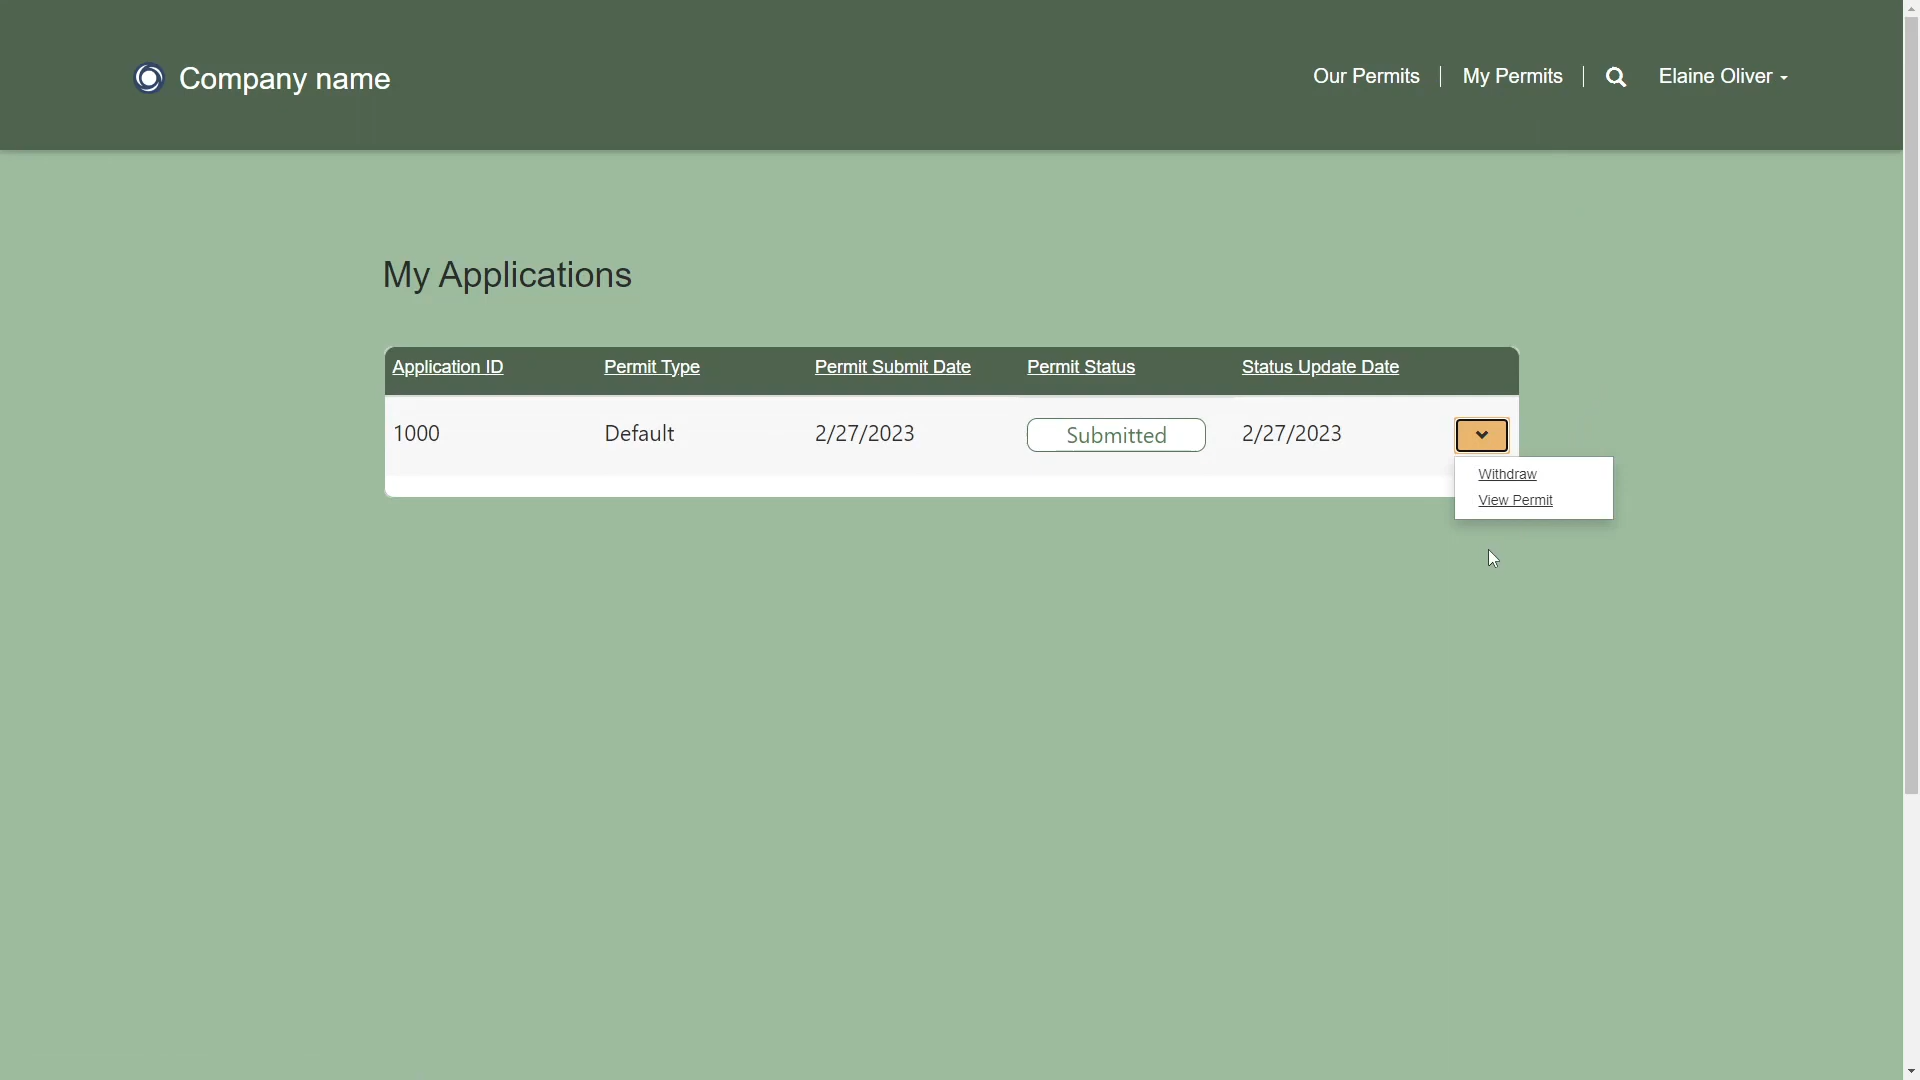 Company name
Our Permits
My Permits
Elaine Oliver
My Applications
Application ID Permit Type Permit Submit Date Permit Status Status Update Date
1000 Default 2/27/2023 Submitted 2/27/2023
Withdraw
View Permit